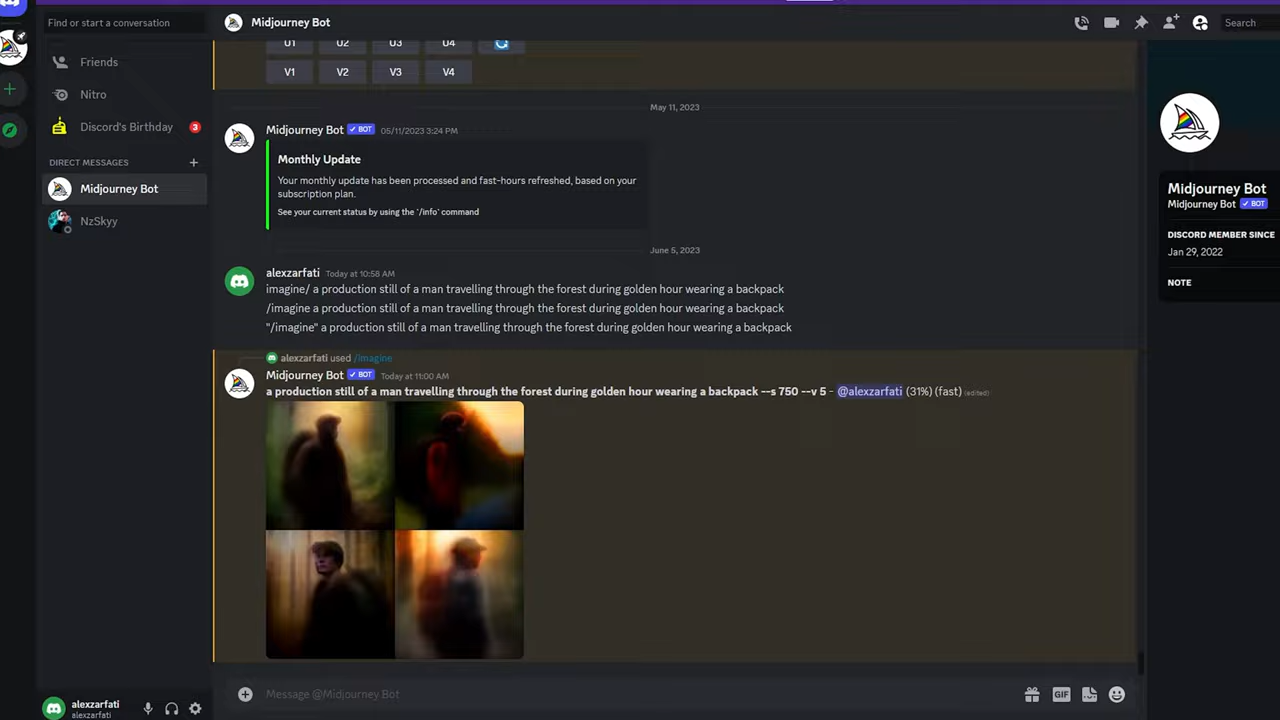 Find or start a conversation
Midjourney Bot
Search
Friends
Nitro
Discord's Birthday 3
DIRECT MESSAGES +
Midjourney Bot
NzSkyy
alexzarfati
alexzarfati
U1 U2 U3 U4
V1 V2 V3 V4
May 11, 2023
Midjourney Bot ✓ BOT 05/11/2023 3:24 PM
Monthly Update
Your monthly update has been processed and fast-hours refreshed, based on your
subscription plan.
See your current status by using the '/info' command
June 5, 2023
alexzarfati Today at 10:58 AM
imagine/ a production still of a man travelling through the forest during golden hour wearing a backpack
/imagine a production still of a man travelling through the forest during golden hour wearing a backpack
"/imagine" a production still of a man travelling through the forest during golden hour wearing a backpack
alexzarfati used /imagine
Midjourney Bot ✓ BOT Today at 11:00 AM
a production still of a man travelling through the forest during golden hour wearing a backpack --s 750 --v 5 - @alexzarfati (31%) (fast) (edited)
Message @Midjourney Bot
GIF
Midjourney Bot
Midjourney Bot ✓ BOT
DISCORD MEMBER SINCE
Jan 29, 2022
NOTE